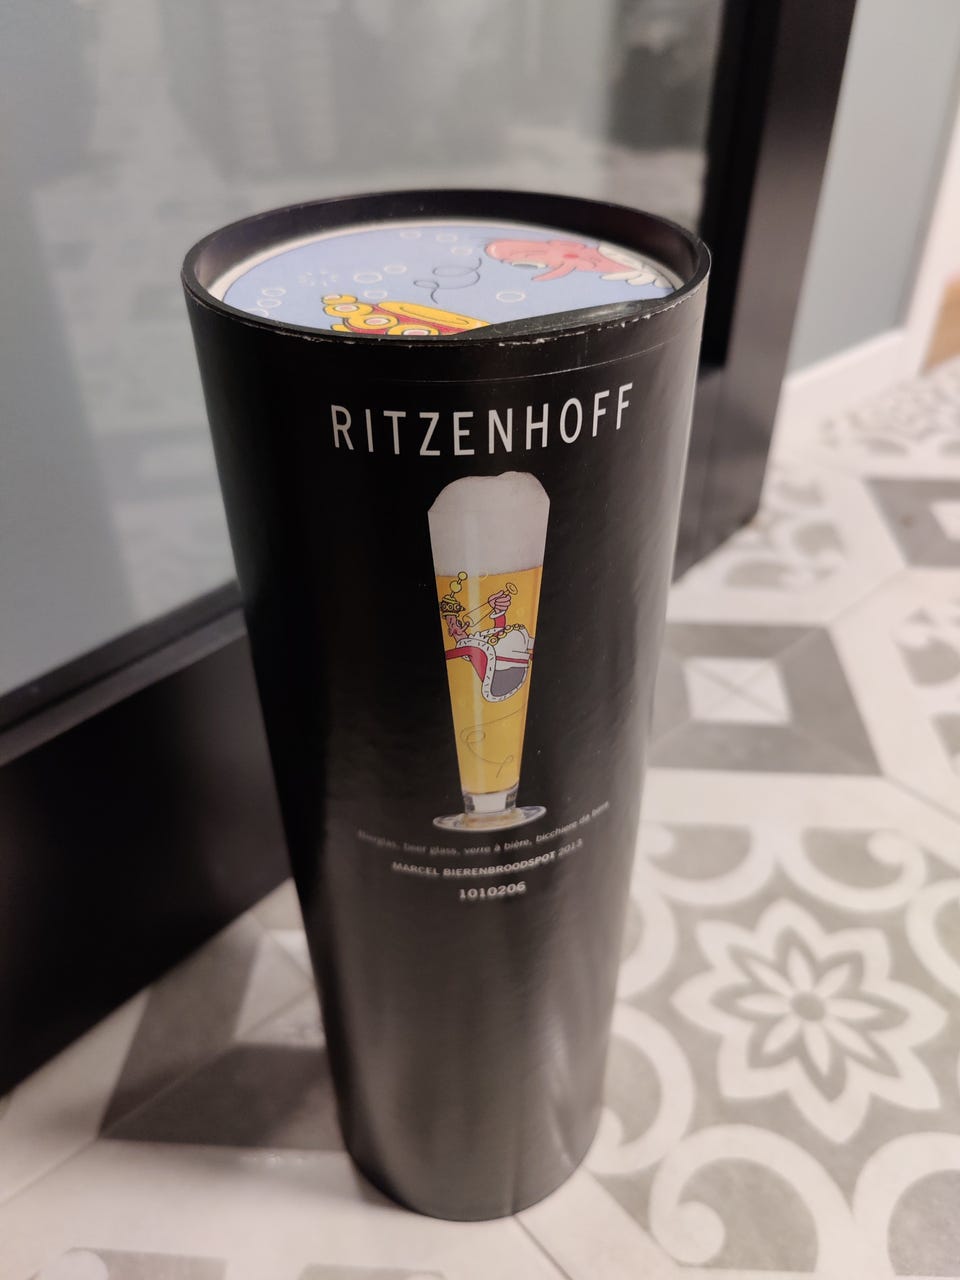 RITZENHOFF
Bierglas, beer glass, verre à bière, bicchiere da birra
MARCEL BIERENBROODSPOT 2013
1010206